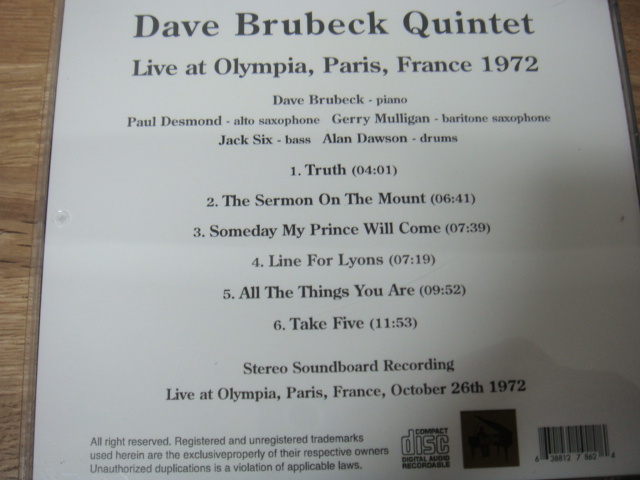 Dave Brubeck Quintet
Live at Olympia, Paris, France 1972
Dave Brubeck - piano
Paul Desmond - alto saxophone Gerry Mulligan - baritone saxophone
Jack Six - bass Alan Dawson - drums
1. Truth (04:01)
2. The Sermon On The Mount (06:41)
3. Someday My Prince Will Come (07:39)
4. Line For Lyons (07:19)
5. All The Things You Are (09:52)
6. Take Five (11:53)
Stereo Soundboard Recording
Live at Olympia, Paris, France, October 26th 1972
All right reserved. Registered and unregistered trademarks
used herein are the exclusiveproperly of their respective owners
Unauthorized duplications is a violation of applicable laws.
COMPACT
disc
DIGITAL AUDIO
RECORDABLE